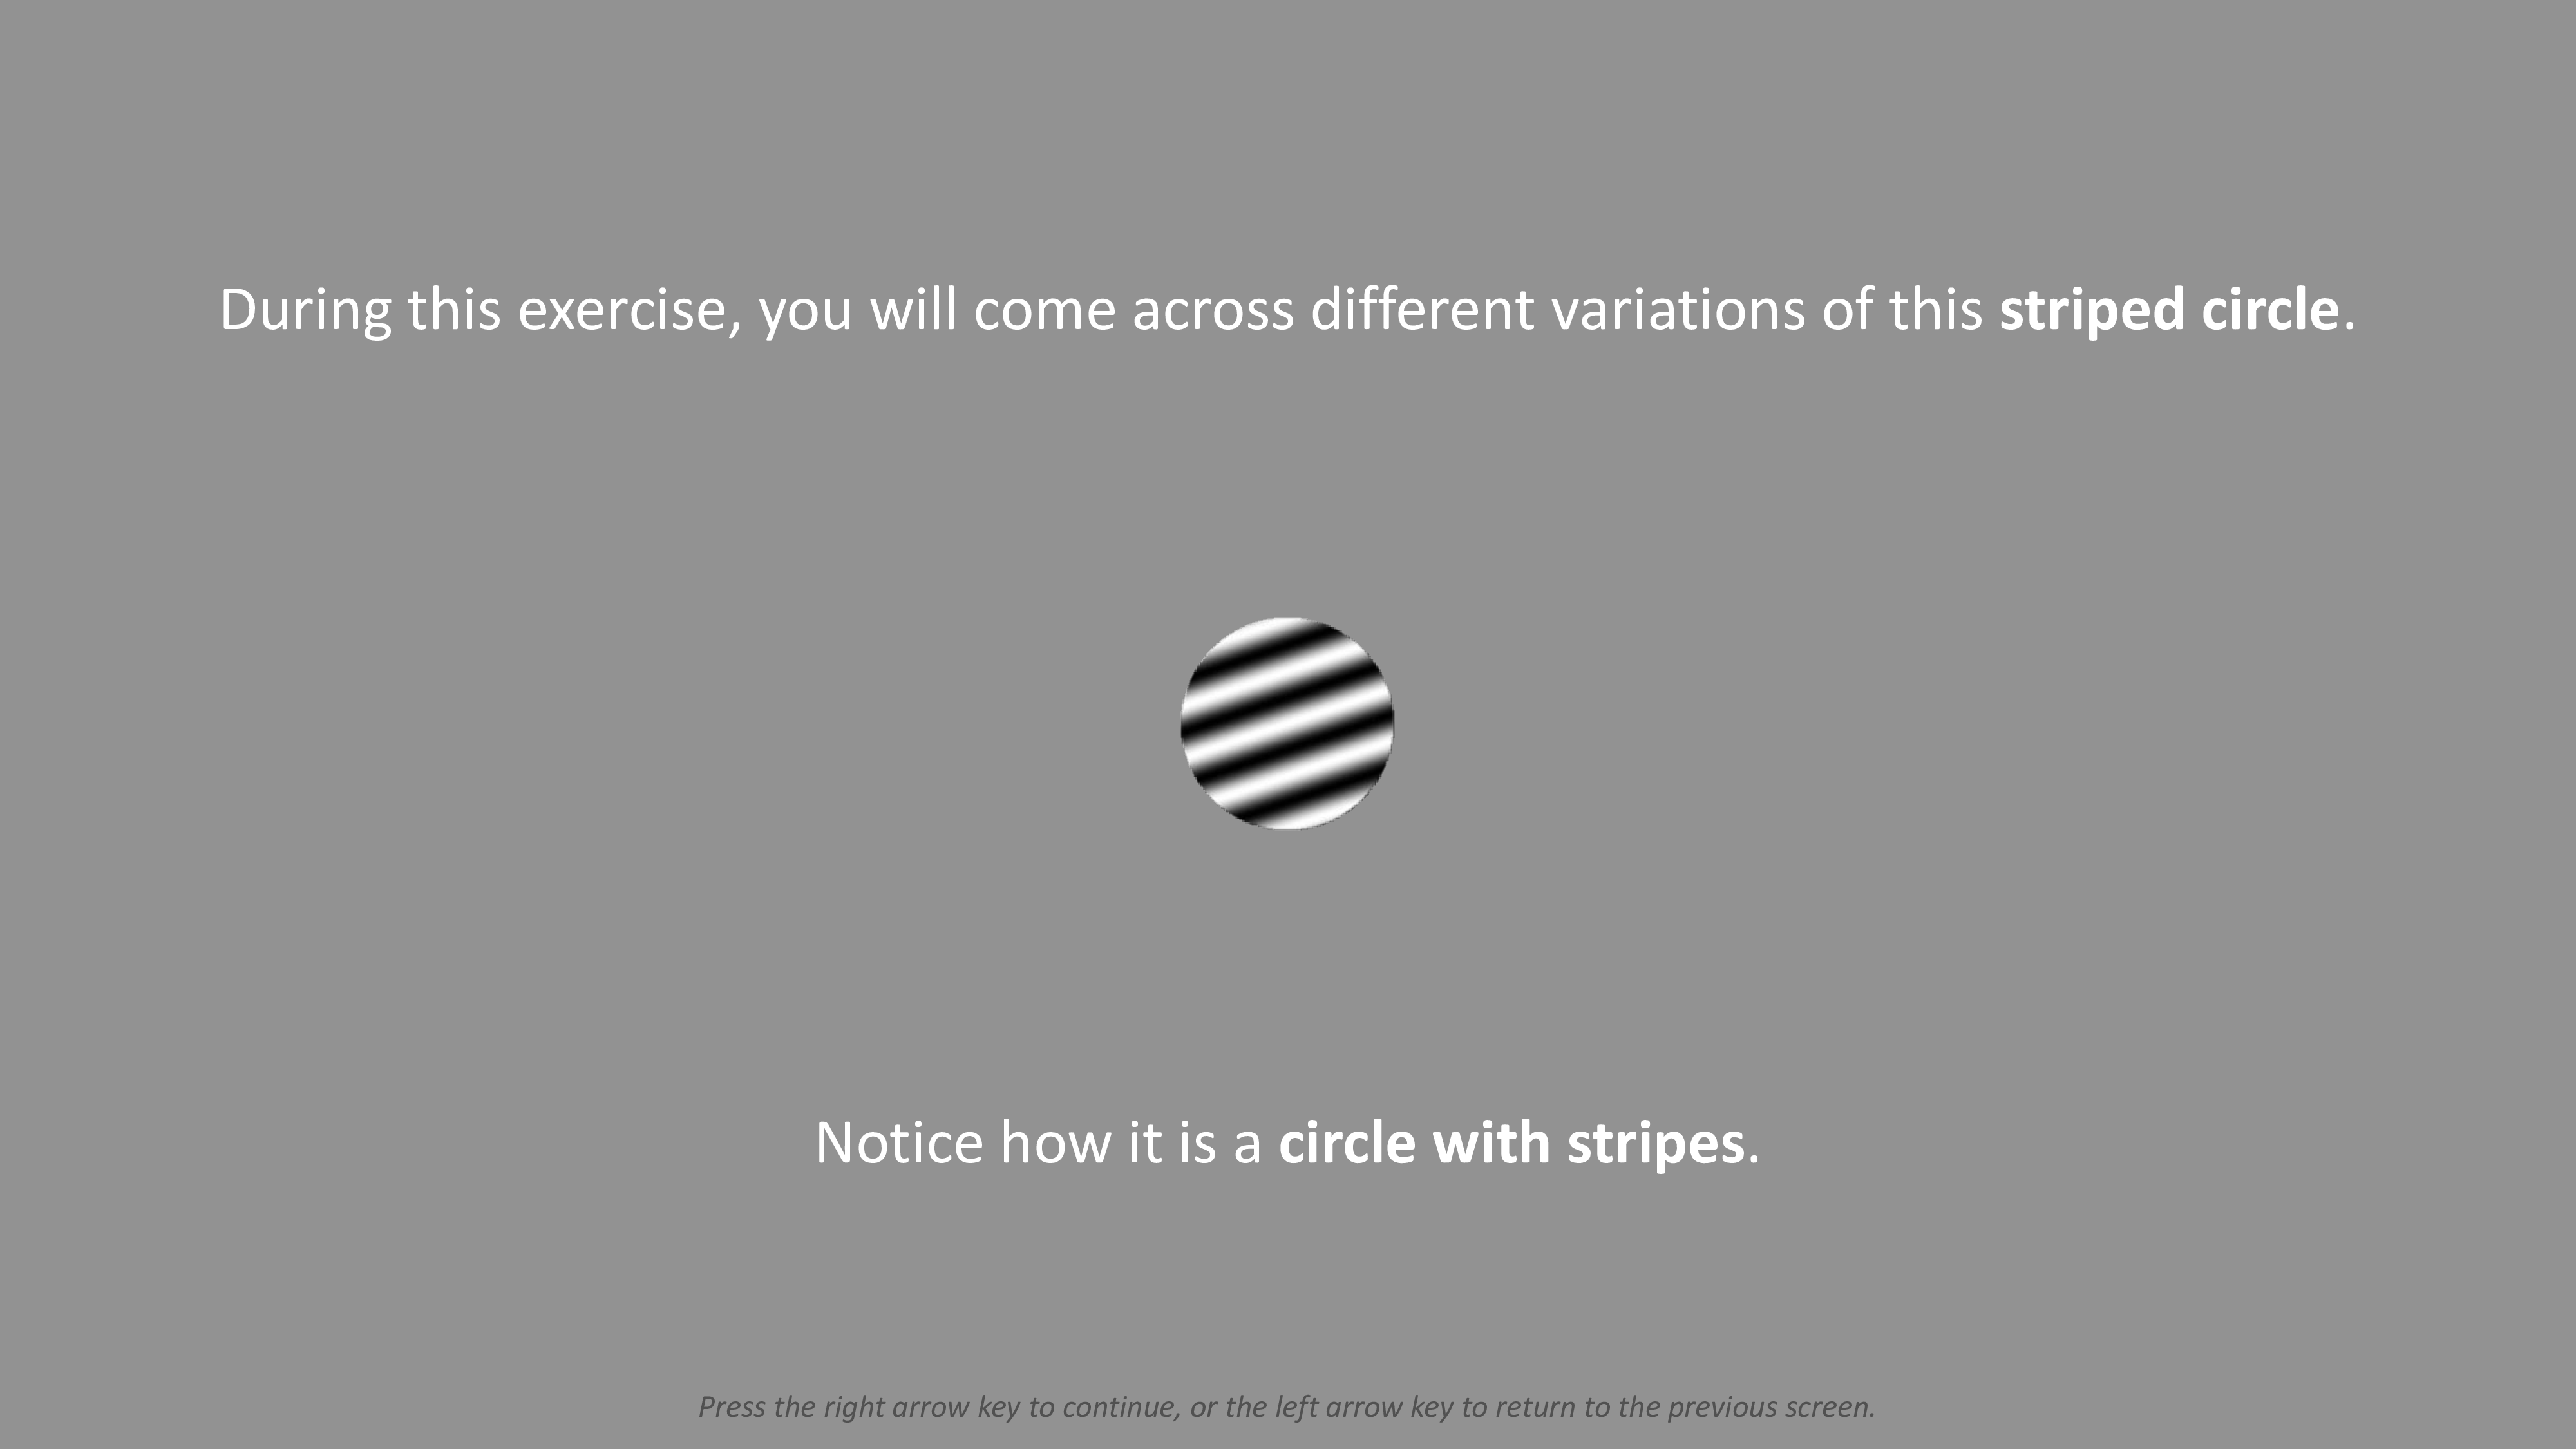 During this exercise, you will come across different variations of this striped circle.
Notice how it is a circle with stripes.
Press the right arrow key to continue, or the left arrow key to return to the previous screen.